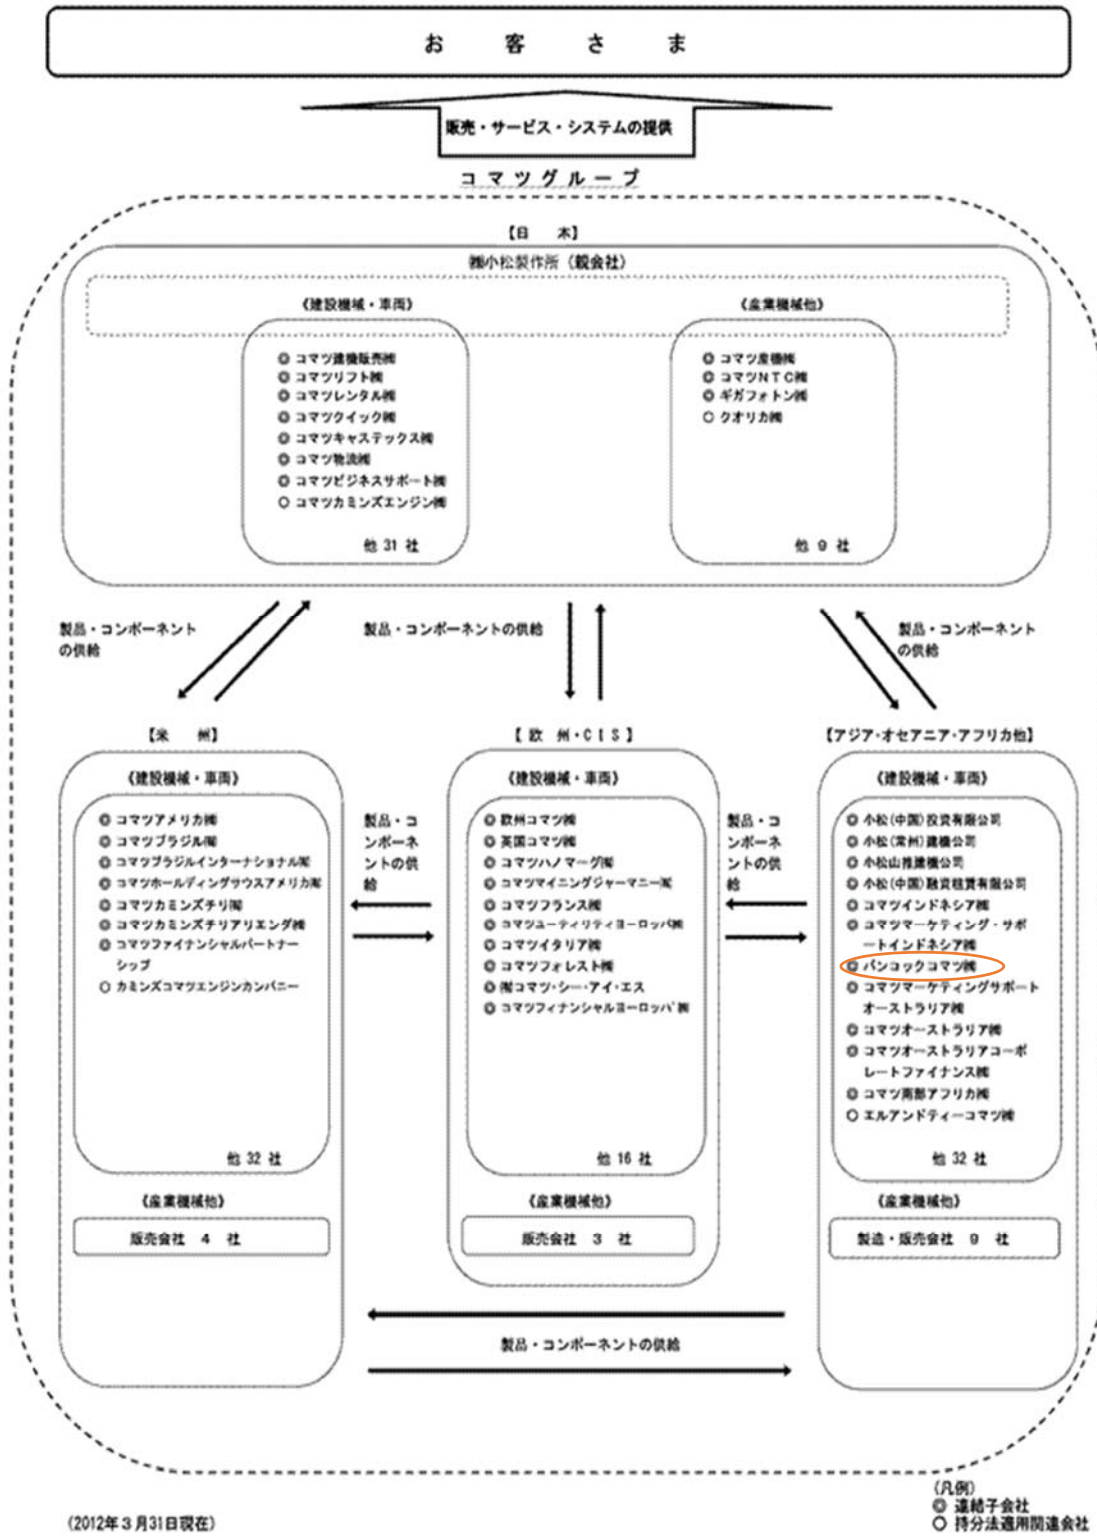 お客さま
販売・サービス・システムの提供
コマツグループ
【日 本】
㈱小松製作所（親会社）
《建設機械・車両》
◎ コマツ建機販売㈱
◎ コマツリフト㈱
◎ コマツレンタル㈱
◎ コマツクイック㈱
◎ コマツキャステックス㈱
◎ コマツ物流㈱
◎ コマツビジネスサポート㈱
○ コマツカミンズエンジン㈱
他 31 社
《産業機械他》
◎ コマツ産機㈱
◎ コマツNTC㈱
◎ ギガフォトン㈱
○ クオリカ㈱
他 9 社
製品・コンポーネント
の供給
製品・コンポーネントの供給
製品・コンポーネント
の供給
【米 州】
《建設機械・車両》
◎ コマツアメリカ㈱
◎ コマツブラジル㈲
◎ コマツブラジルインターナショナル㈲
◎ コマツホールディングサウスアメリカ㈲
◎ コマツカミンズチリ㈲
◎ コマツカミンズチリアリエンダ㈱
◎ コマツファイナンシャルパートナー
シップ
○ カミンズコマツエンジンカンパニー
他 32 社
《産業機械他》
販売会社 4 社
製品・コ
ンポーネ
ントの供
給
【欧 州・CIS】
《建設機械・車両》
◎ 欧州コマツ㈱
◎ 英国コマツ㈱
◎ コマツハノマーグ㈲
◎ コマツマイニングジャーマニー㈲
◎ コマツフランス㈱
◎ コマツユーティリティヨーロッパ㈱
◎ コマツイタリア㈱
◎ コマツフォレスト㈱
◎ ㈲コマツ・シー・アイ・エス
◎ コマツフィナンシャルヨーロッパ㈱
他 16 社
《産業機械他》
販売会社 3 社
製品・コ
ンポーネ
ントの供
給
【アジア・オセアニア・アフリカ他】
《建設機械・車両》
◎ 小松(中国)投資有限公司
◎ 小松(常州)建機公司
◎ 小松山推建機公司
◎ 小松(中国)融資租賃有限公司
◎ コマツインドネシア㈱
◎ コマツマーケティング・サポ
ートインドネシア㈱
◎ バンコックコマツ㈱
◎ コマツマーケティングサポート
オーストラリア㈱
◎ コマツオーストラリア㈱
◎ コマツオーストラリアコーポ
レートファイナンス㈱
◎ コマツ南部アフリカ㈱
○ エルアンドティーコマツ㈱
他 32 社
《産業機械他》
製造・販売会社 9 社
製品・コンポーネントの供給
(2012年3月31日現在)
(凡例)
◎ 連結子会社
○ 持分法適用関連会社